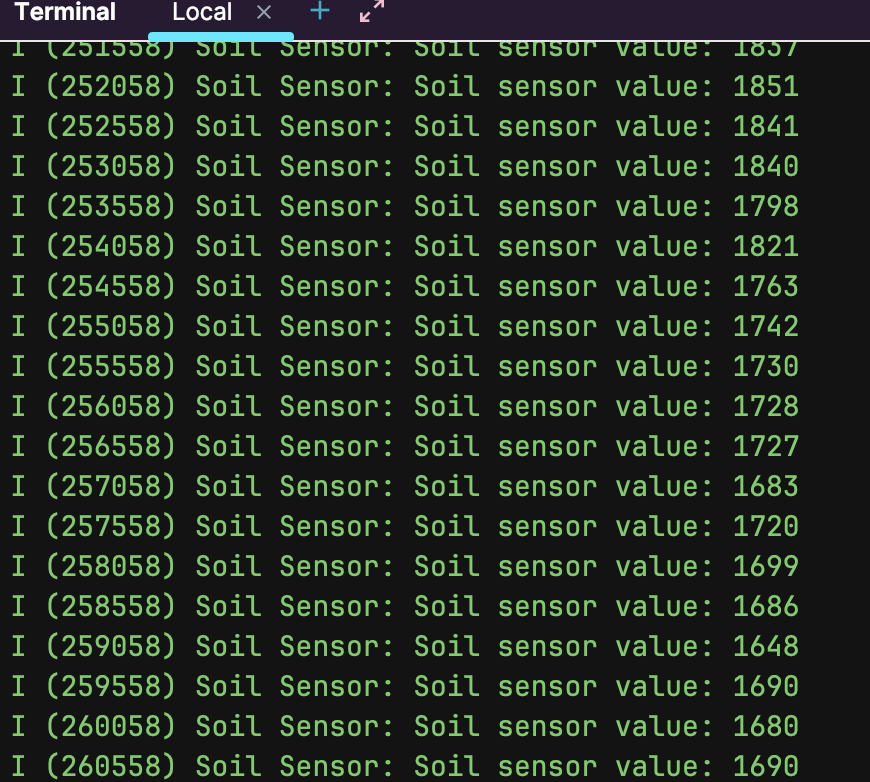 Terminal Local × +
I (251558) Soil Sensor: Soil sensor value: 1837
I (252058) Soil Sensor: Soil sensor value: 1851
I (252558) Soil Sensor: Soil sensor value: 1841
I (253058) Soil Sensor: Soil sensor value: 1840
I (253558) Soil Sensor: Soil sensor value: 1798
I (254058) Soil Sensor: Soil sensor value: 1821
I (254558) Soil Sensor: Soil sensor value: 1763
I (255058) Soil Sensor: Soil sensor value: 1742
I (255558) Soil Sensor: Soil sensor value: 1730
I (256058) Soil Sensor: Soil sensor value: 1728
I (256558) Soil Sensor: Soil sensor value: 1727
I (257058) Soil Sensor: Soil sensor value: 1683
I (257558) Soil Sensor: Soil sensor value: 1720
I (258058) Soil Sensor: Soil sensor value: 1699
I (258558) Soil Sensor: Soil sensor value: 1686
I (259058) Soil Sensor: Soil sensor value: 1648
I (259558) Soil Sensor: Soil sensor value: 1690
I (260058) Soil Sensor: Soil sensor value: 1680
I (260558) Soil Sensor: Soil sensor value: 1690